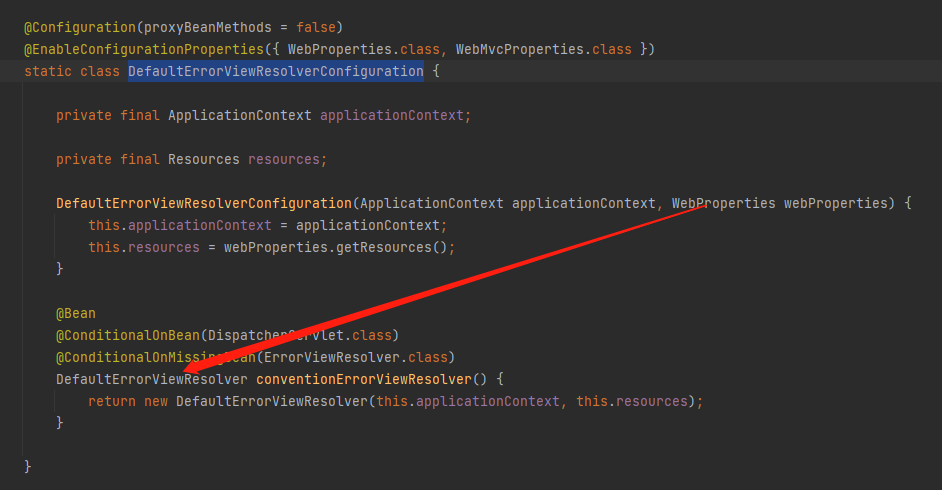 @Configuration(proxyBeanMethods = false)
@EnableConfigurationProperties({ WebProperties.class, WebMvcProperties.class })
static class DefaultErrorViewResolverConfiguration {
private final ApplicationContext applicationContext;
private final Resources resources;
DefaultErrorViewResolverConfiguration(ApplicationContext applicationContext, WebProperties webProperties) {
this.applicationContext = applicationContext;
this.resources = webProperties.getResources();
}
@Bean
@ConditionalOnBean(DispatcherServlet.class)
@ConditionalOnMissingBean(ErrorViewResolver.class)
DefaultErrorViewResolver conventionErrorViewResolver() {
return new DefaultErrorViewResolver(this.applicationContext, this.resources);
}
}